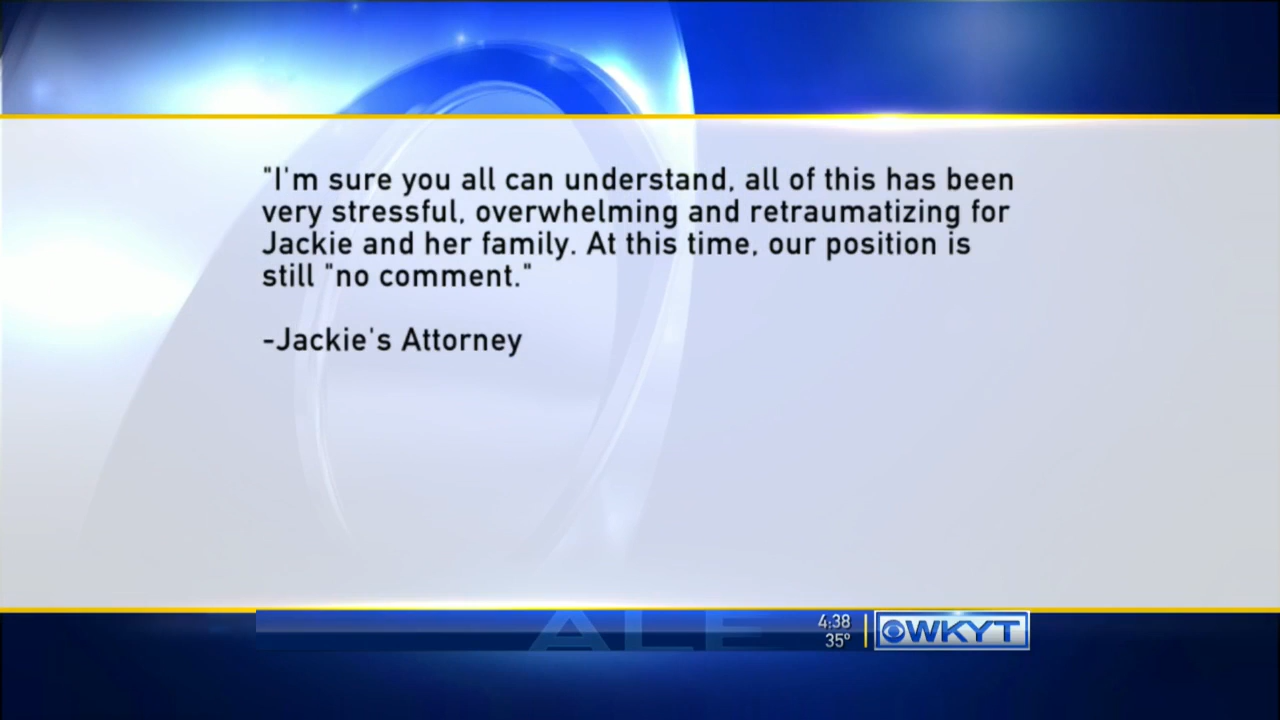 "I'm sure you all can understand, all of this has been
very stressful, overwhelming and retraumatizing for
Jackie and her family. At this time, our position is
still "no comment."
-Jackie's Attorney
ALE
4:38
35°
WKYT